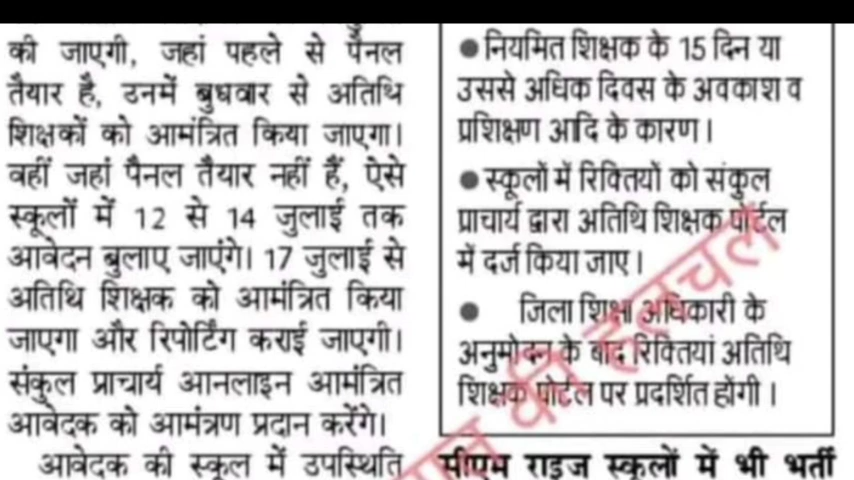 की जाएगी, जहां पहले से पैनल
तैयार है, उनमें बुधवार से अतिथि
शिक्षकों को आमंत्रित किया जाएगा।
वहीं जहां पैनल तैयार नहीं हैं, ऐसे
स्कूलों में 12 से 14 जुलाई तक
आवेदन बुलाए जाएंगे। 17 जुलाई से
अतिथि शिक्षक को आमंत्रित किया
जाएगा और रिपोर्टिंग कराई जाएगी।
संकुल प्राचार्य आनलाइन आमंत्रित
आवेदक को आमंत्रण प्रदान करेंगे।
आवेदक की स्कूल में उपस्थिति
● नियमित शिक्षक के 15 दिन या
उससे अधिक दिवस के अवकाश व
प्रशिक्षण आदि के कारण।
● स्कूलों में रिक्तियों को संकुल
प्राचार्य द्वारा अतिथि शिक्षक पोर्टल
में दर्ज किया जाए।
● जिला शिक्षा अधिकारी के
अनुमोदन के बाद रिक्तियां अतिथि
शिक्षक पोर्टल पर प्रदर्शित होंगी।
सीएम राइज स्कूलों में भी भर्ती
की हलचल